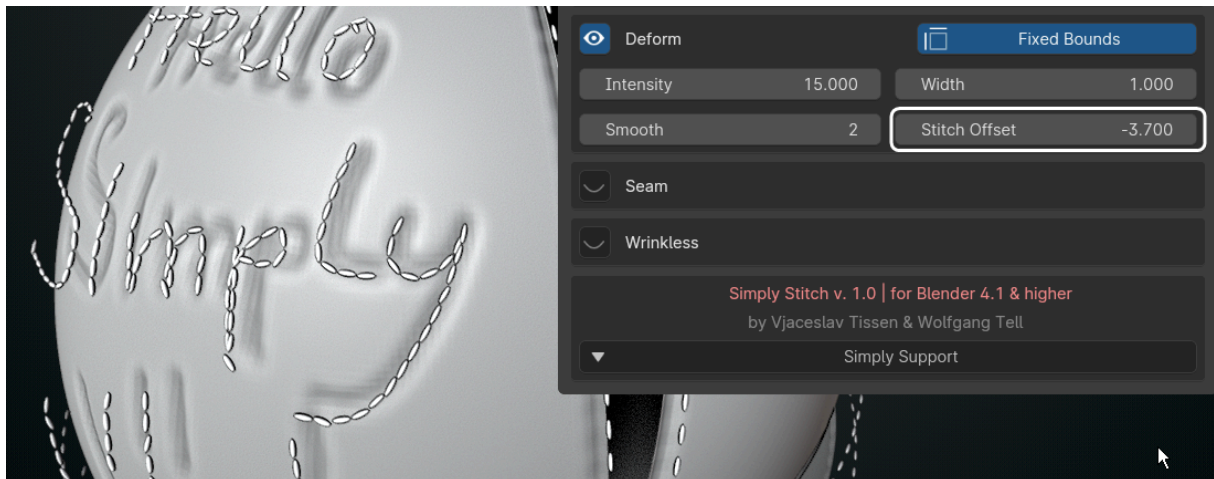 Hello
Simply
Deform
Fixed Bounds
Intensity 15.000
Width 1.000
Smooth 2
Stitch Offset -3.700
Seam
Wrinkless
Simply Stitch v. 1.0 | for Blender 4.1 & higher
by Vjaceslav Tissen & Wolfgang Tell
Simply Support